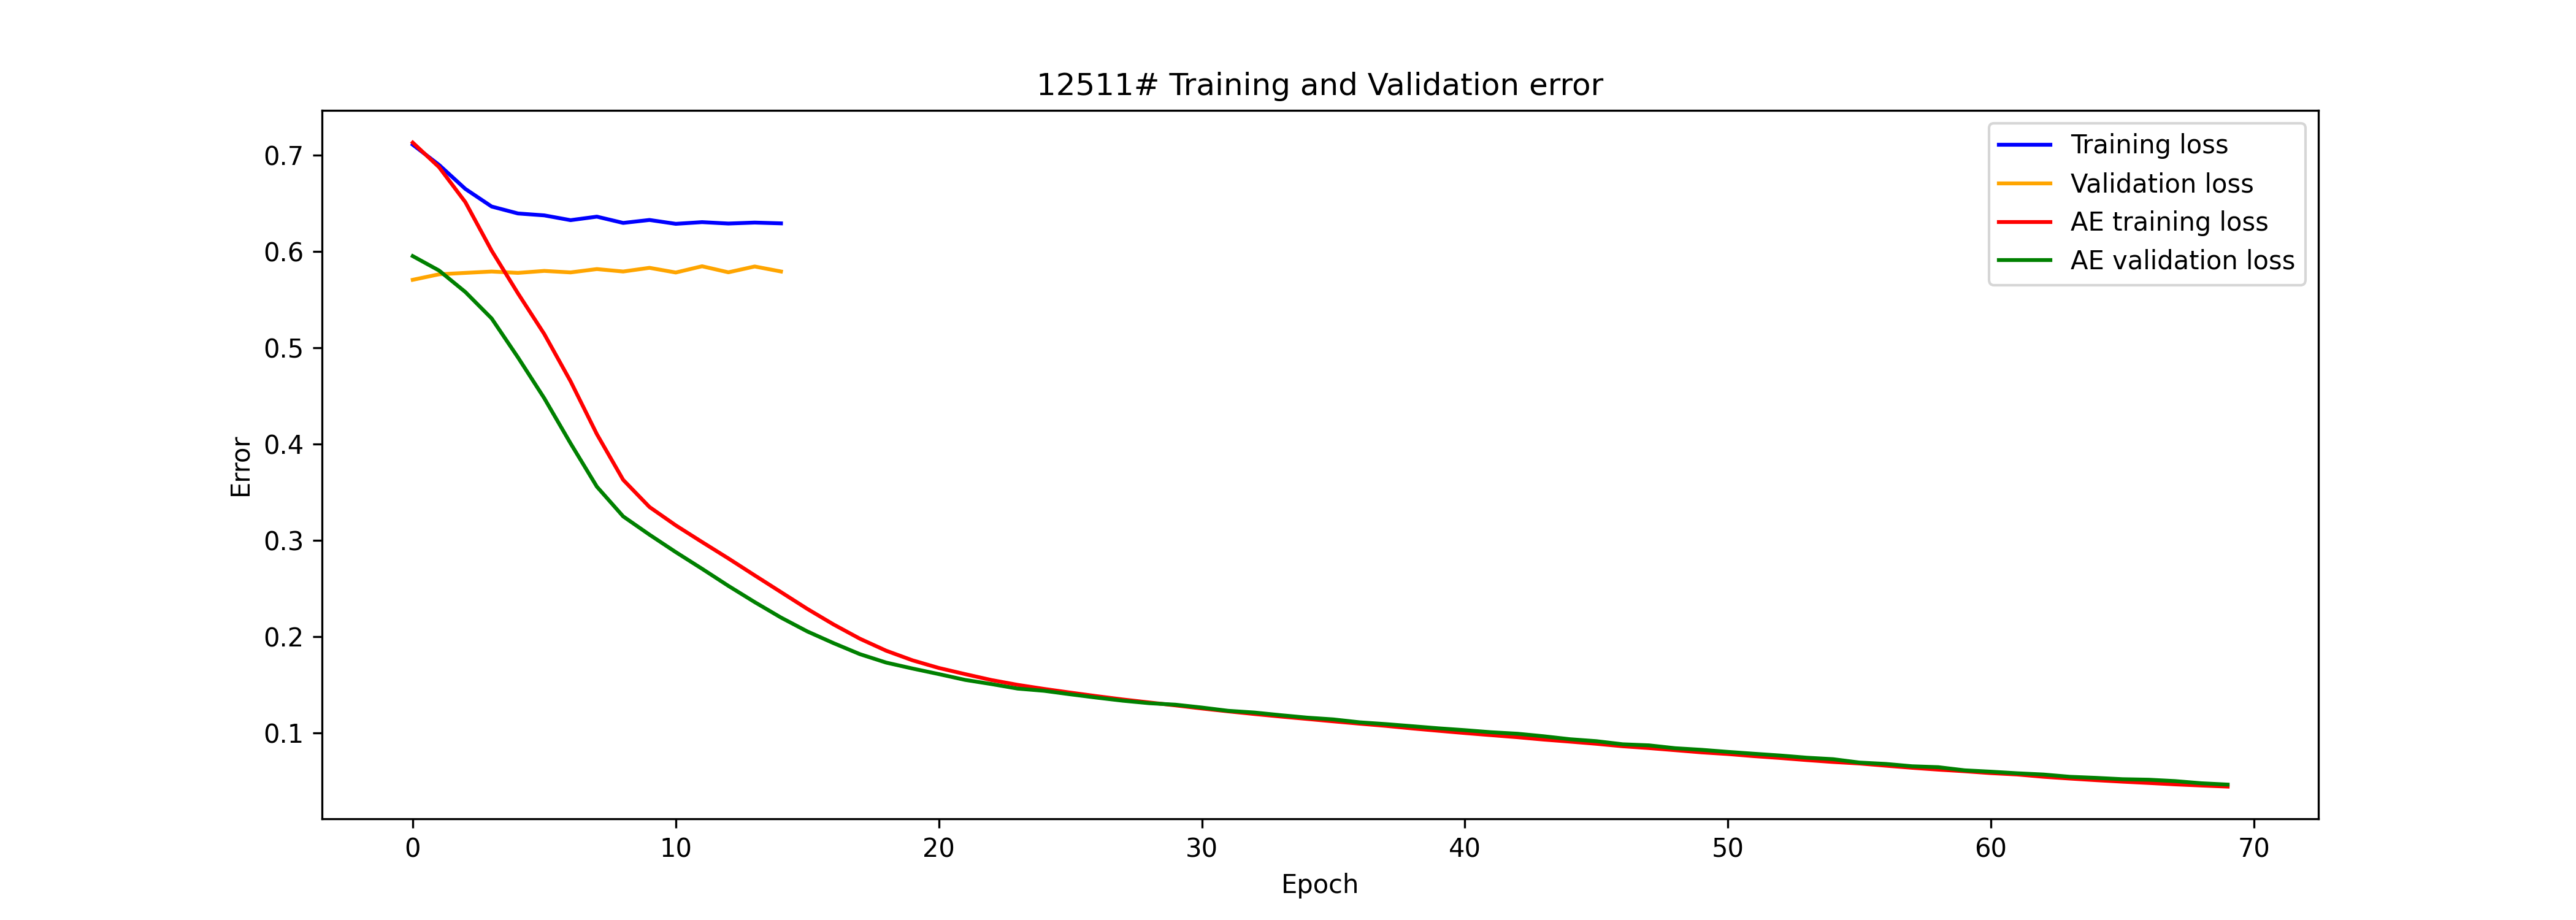 12511# Training and Validation error
Training loss
Validation loss
AE training loss
AE validation loss
Error
0.7
0.6
0.5
0.4
0.3
0.2
0.1
0 10 20 30 40 50 60 70
Epoch